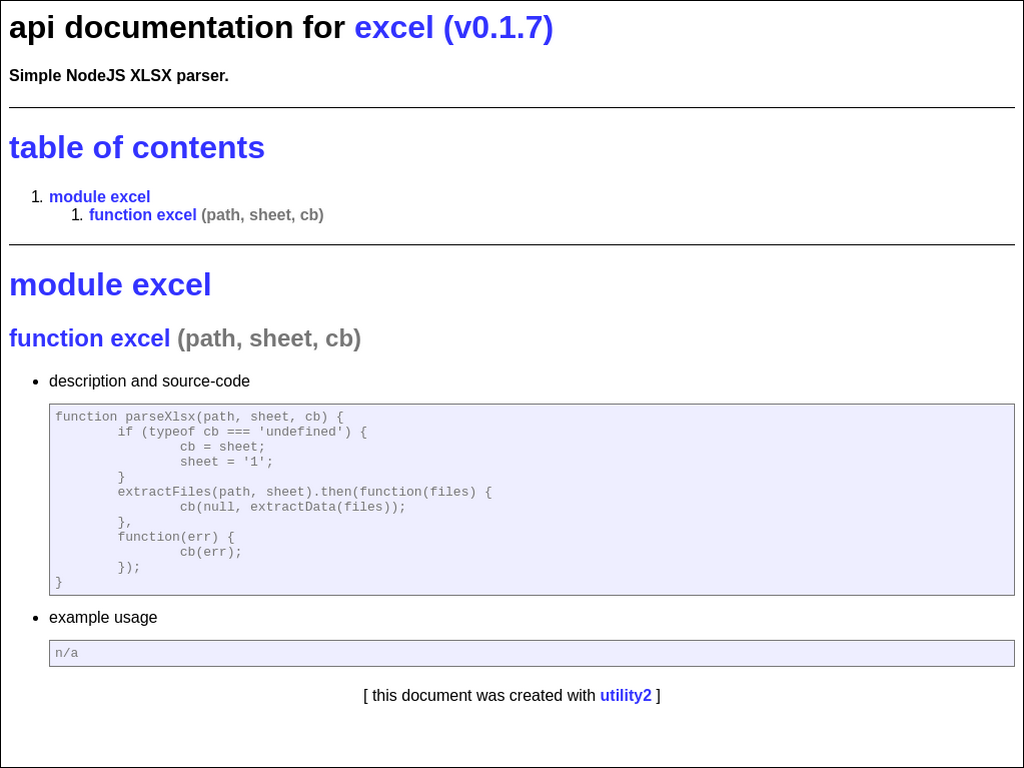 api documentation for excel (v0.1.7)
Simple NodeJS XLSX parser.
table of contents
1. module excel
1. function excel (path, sheet, cb)
module excel
function excel (path, sheet, cb)
• description and source-code
function parseXlsx(path, sheet, cb) {
        if (typeof cb === 'undefined') {
                cb = sheet;
                sheet = '1';
        }
        extractFiles(path, sheet).then(function(files) {
                cb(null, extractData(files));
        },
        function(err) {
                cb(err);
        });
}
• example usage
n/a
[ this document was created with utility2 ]